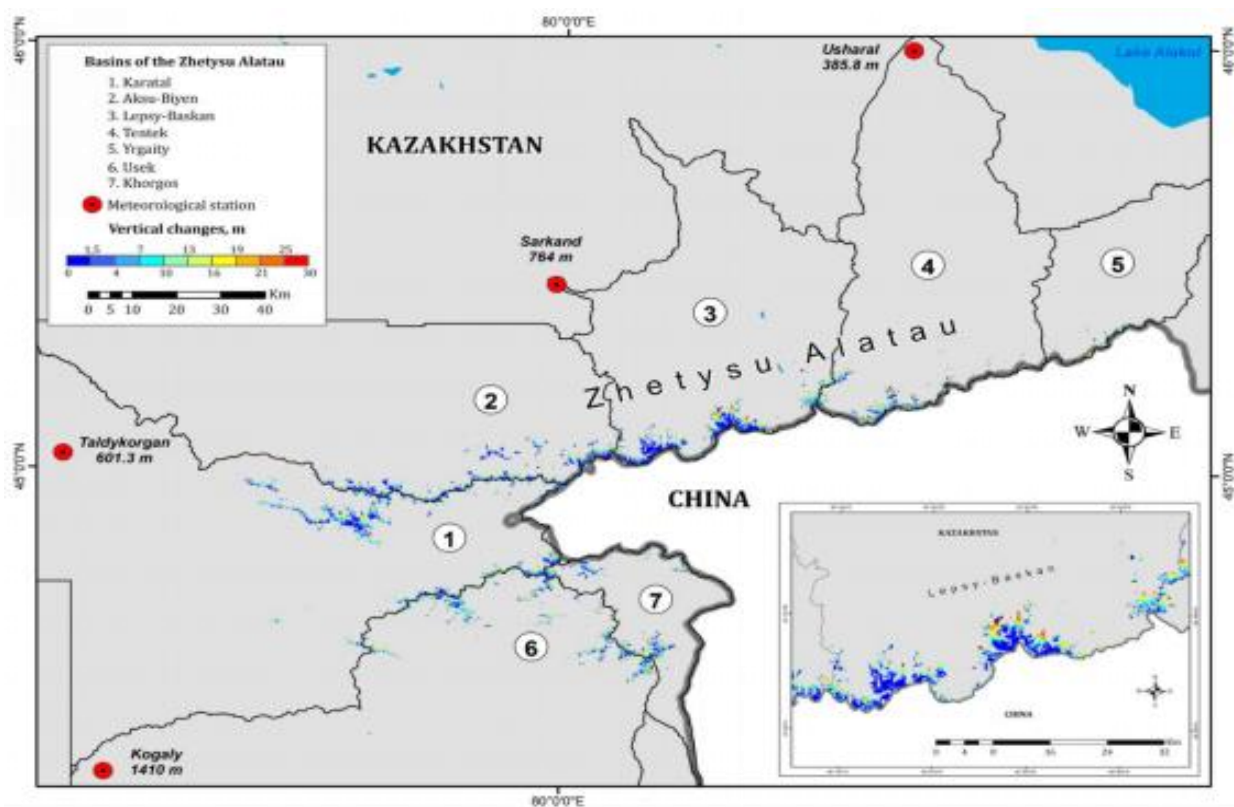 80°0'0"E
46°0'0"N
46°0'0"N
Basins of the Zhetysu Alatau
1. Karatal
2. Aksu-Biyen
3. Lepsy-Baskan
4. Tentek
5. Yrgaity
6. Usek
7. Khorgos
Meteorological station
Vertical changes, m
1.5 7 13 19 25
0 4 10 16 21 30
Km
0 5 10 20 30 40
Usharal
385.8 m
Lake Alakol
KAZAKHSTAN
Sarkand
764 m
4
5
3
Zhetysu Alatau
2
N
W E
S
Taldykorgan
601.3 m
45°0'0"N
45°0'0"N
CHINA
1
7
6
KAZAKHSTAN
Lepsy-Baskan
CHINA
Kogaly
1410 m
80°0'0"E